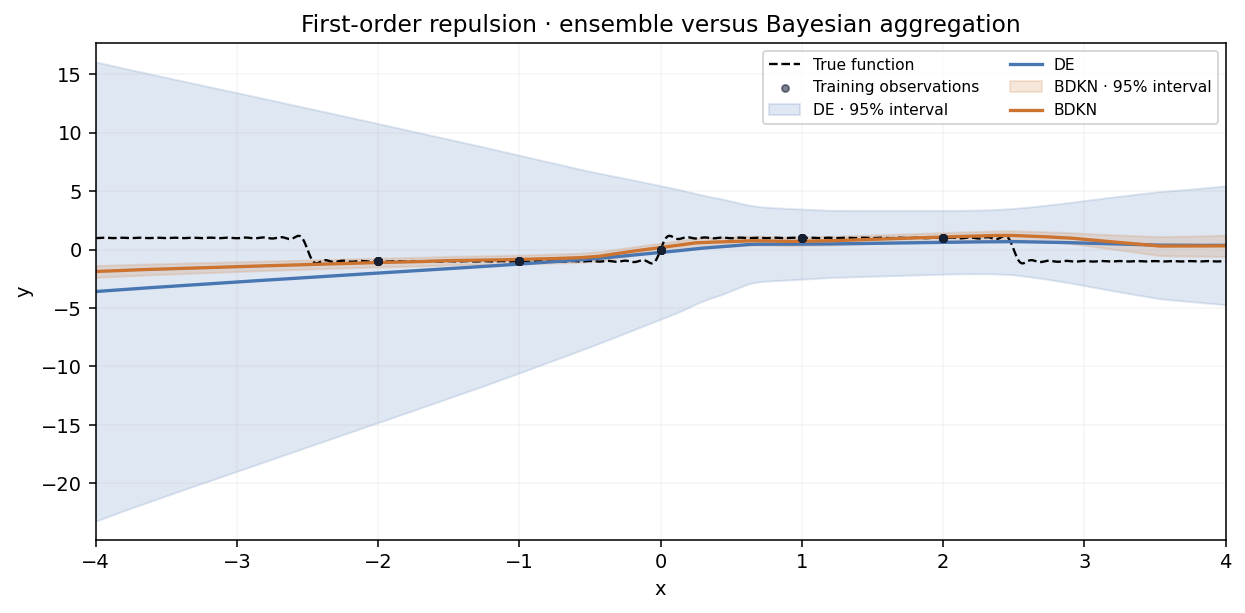 First-order repulsion · ensemble versus Bayesian aggregation
True function
Training observations
DE · 95% interval
DE
BDKN · 95% interval
BDKN
y
15
10
5
0
−5
−10
−15
−20
−4
−3
−2
−1
0
1
2
3
4
x